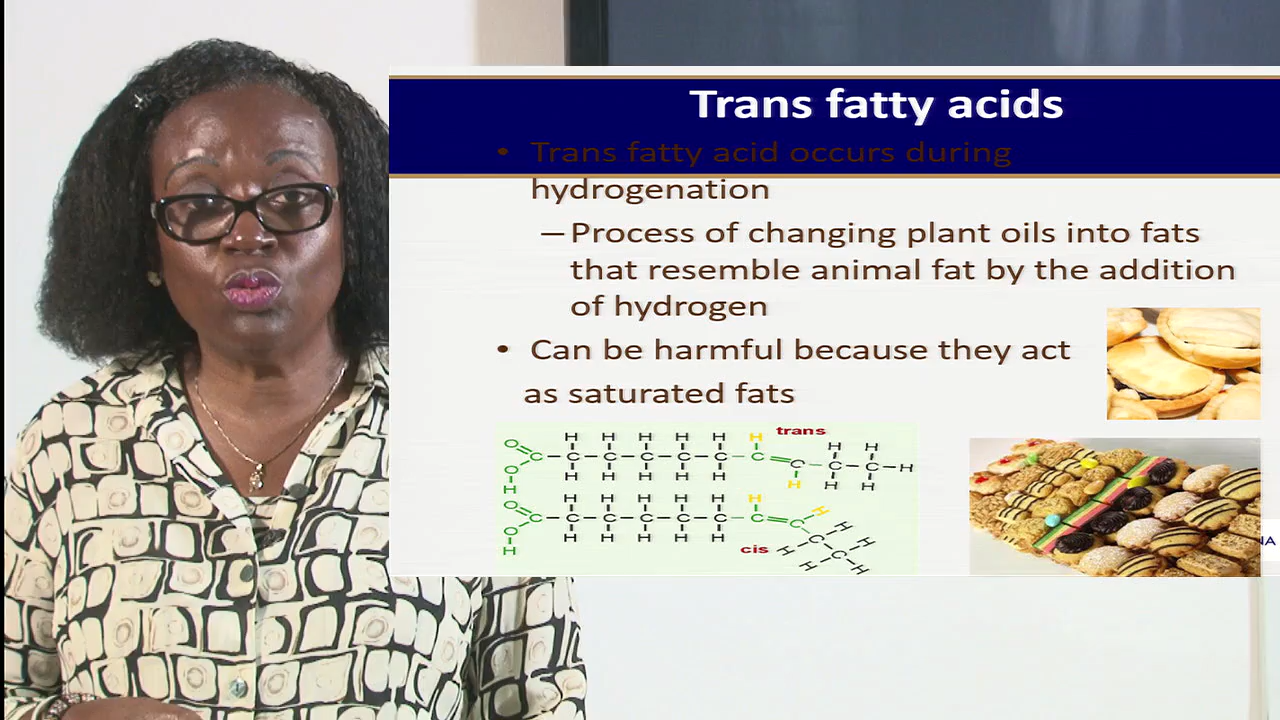 Trans fatty acids
• Trans fatty acid occurs during
hydrogenation
– Process of changing plant oils into fats
that resemble animal fat by the addition
of hydrogen
• Can be harmful because they act
as saturated fats
trans
H H H H H H H H
O C C C C C C C C C C H
O H H H H H H H H
H
H H H H H H
O C C C C C C C C H
O H H H H H C H
H cis H C H
H H
NA